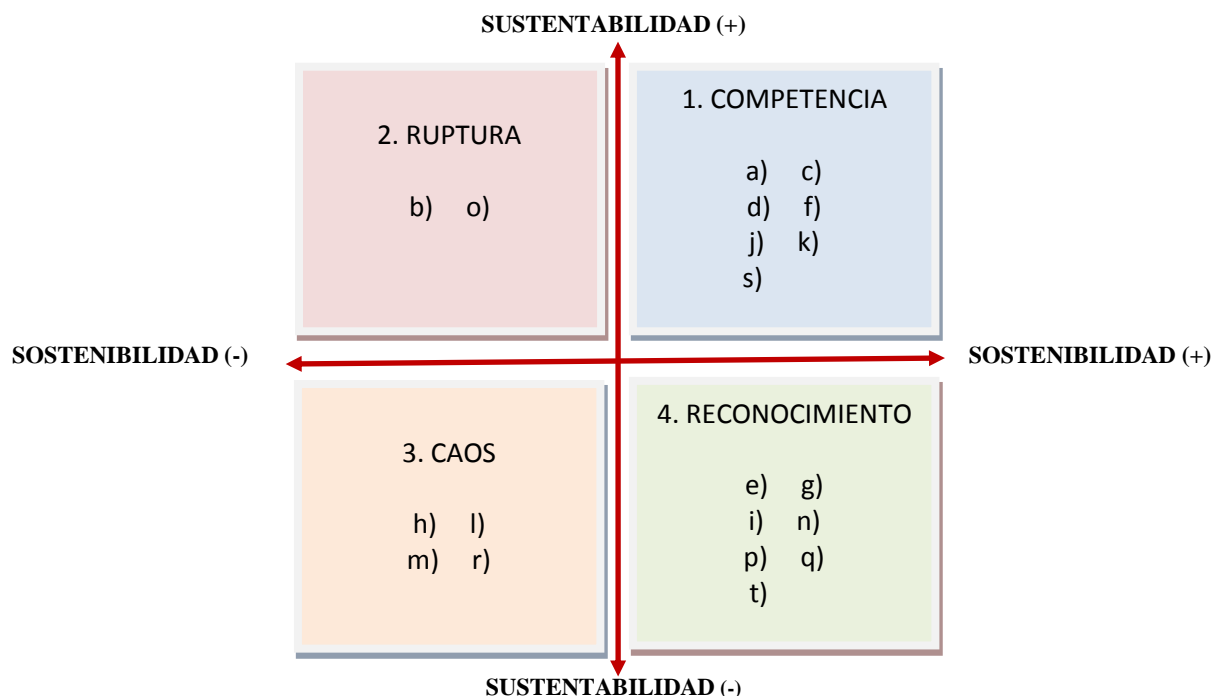 SUSTENTABILIDAD (+)
2. RUPTURA
b) o)
1. COMPETENCIA
a) c)
d) f)
j) k)
s)
SOSTENIBILIDAD (-)
SOSTENIBILIDAD (+)
3. CAOS
h) l)
m) r)
4. RECONOCIMIENTO
e) g)
i) n)
p) q)
t)
SUSTENTABILIDAD (-)